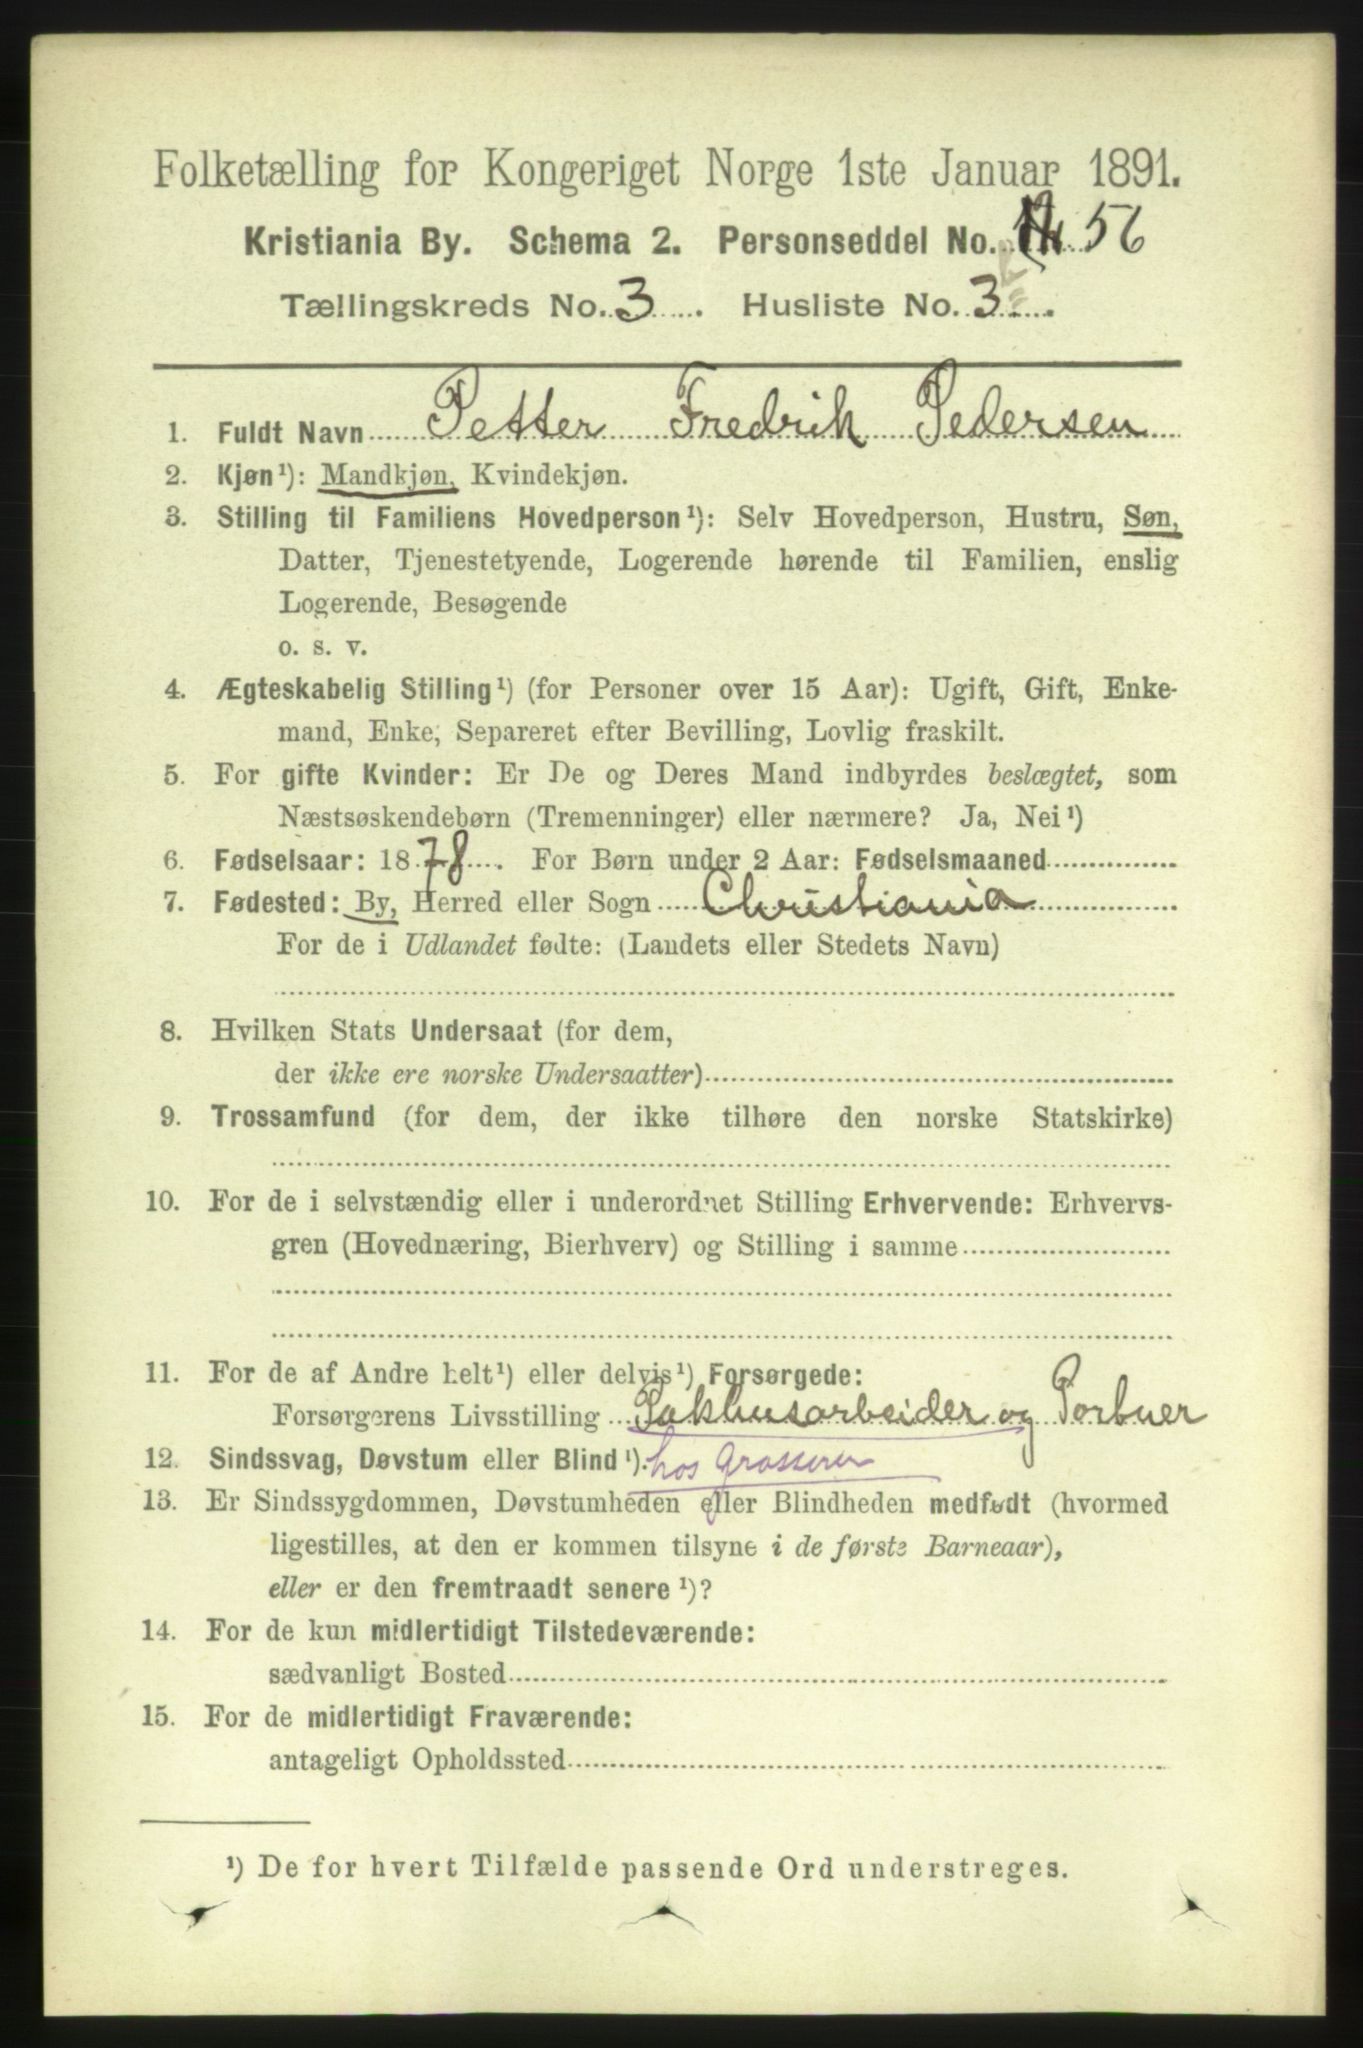 Folketælling for Kongeriget Norge 1ste Januar 1891.
Kristiania By. Schema 2. Personseddel No. 56
Tællingskreds No. 3. Husliste No. 3.
1. Fuldt Navn Petter Fredrik Pedersen
2. Kjøn¹): Mandkjøn, Kvindekjøn.
3. Stilling til Familiens Hovedperson¹): Selv Hovedperson, Hustru, Søn,
Datter, Tjenestetyende, Logerende hørende til Familien, enslig
Logerende, Besøgende
o. s. v.
4. Ægteskabelig Stilling¹) (for Personer over 15 Aar): Ugift, Gift, Enke-
mand, Enke, Separeret efter Bevilling, Lovlig fraskilt.
5. For gifte Kvinder: Er De og Deres Mand indbyrdes beslægtet, som
Næstsøskendebørn (Tremenninger) eller nærmere? Ja, Nei¹)
6. Fødselsaar: 1878. For Børn under 2 Aar: Fødselsmaaned
7. Fødested: By, Herred eller Sogn Christiania
For de i Udlandet fødte: (Landets eller Stedets Navn)
8. Hvilken Stats Undersaat (for dem,
der ikke ere norske Undersaatter)
9. Trossamfund (for dem, der ikke tilhøre den norske Statskirke)
10. For de i selvstændig eller i underordnet Stilling Erhvervende: Erhvervs-
gren (Hovednæring, Bierhverv) og Stilling i samme
11. For de af Andre helt¹) eller delvis¹) Forsørgede:
Forsørgerens Livsstilling Pakhusarbeider og Portner
12. Sindssvag, Døvstum eller Blind¹). hos Grosserer
13. Er Sindssygdommen, Døvstumheden eller Blindheden medfødt (hvormed
ligestilles, at den er kommen tilsyne i de første Barneaar),
eller er den fremtraadt senere¹)?
14. For de kun midlertidigt Tilstedeværende:
sædvanligt Bosted
15. For de midlertidigt Fraværende:
antageligt Opholdssted
¹) De for hvert Tilfælde passende Ord understreges.